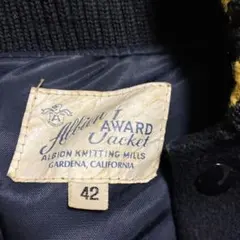 A
Albion
AWARD
Jacket
ALBION KNITTING MILLS
GARDENA, CALIFORNIA
42